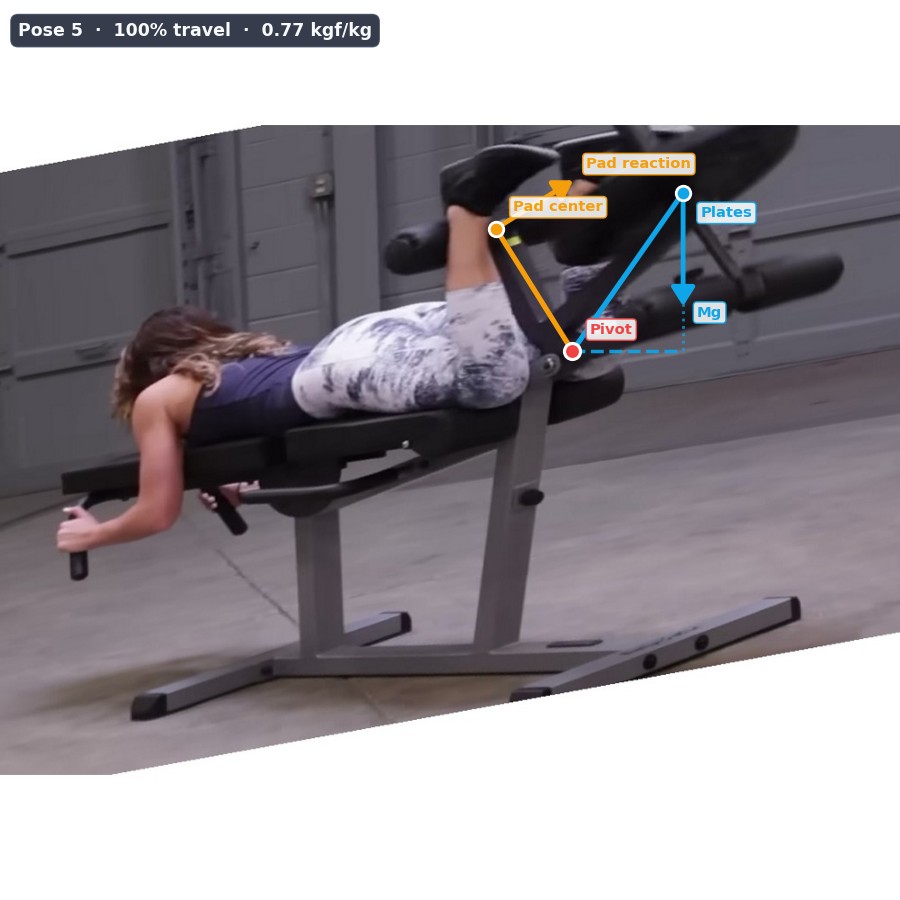 Pose 5 · 100% travel · 0.77 kgf/kg
Pad reaction
Pad center
Plates
Mg
Pivot